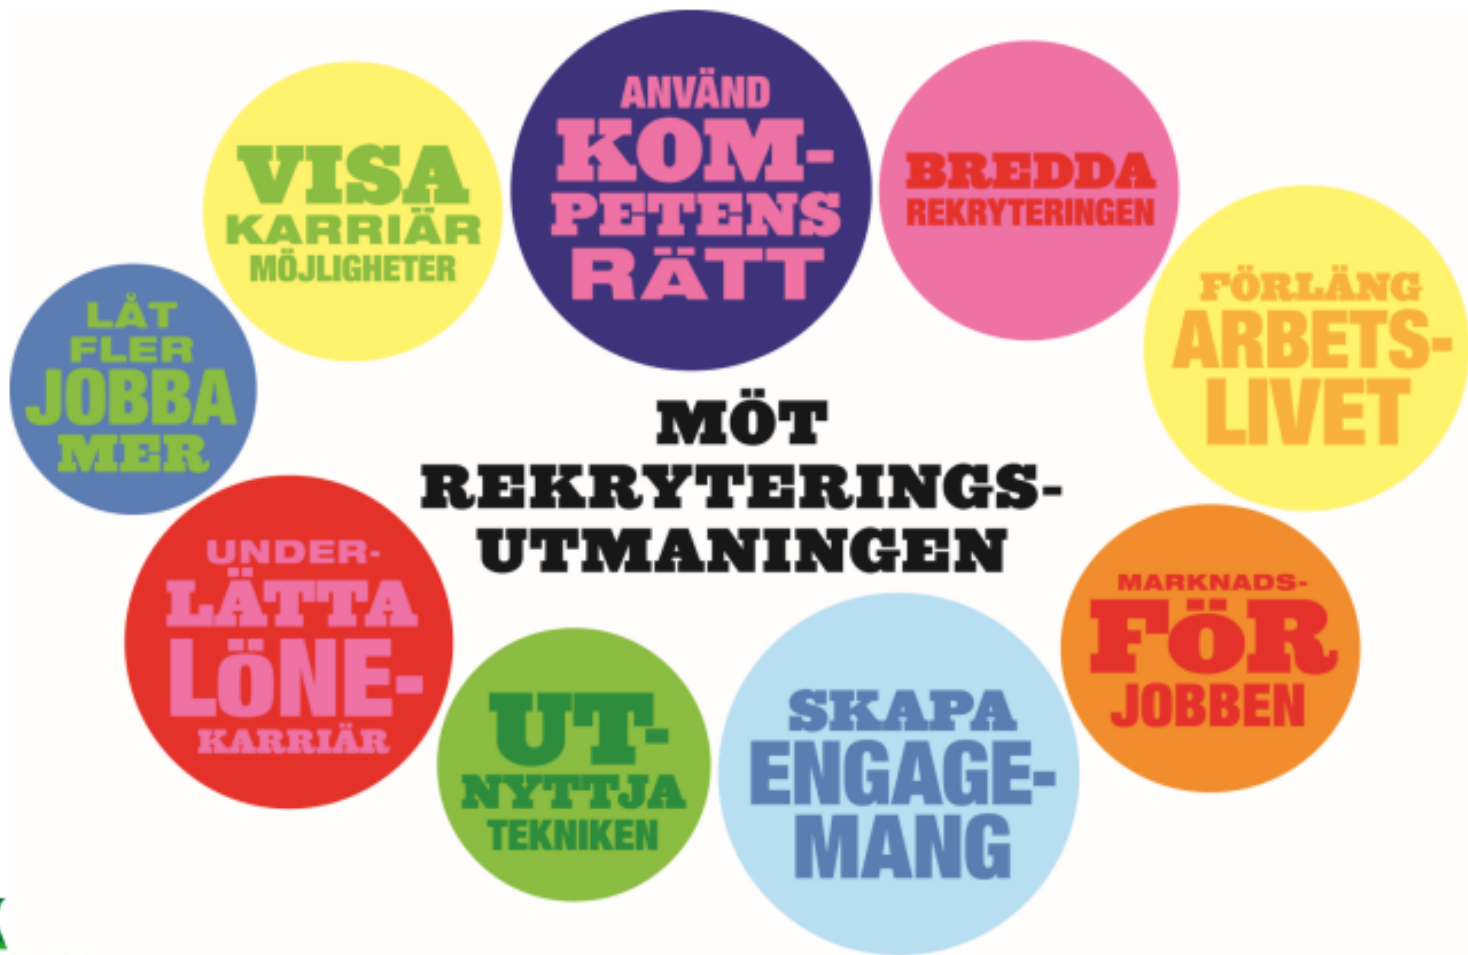 ANVÄND
KOM-
PETENS
RÄTT
BREDDA
REKRYTERINGEN
FÖRLÄNG
ARBETS-
LIVET
MARKNADS-
FÖR
JOBBEN
SKAPA
ENGAGE-
MANG
UT-
NYTTJA
TEKNIKEN
UNDER-
LÄTTA
LÖNE-
KARRIÄR
LÅT
FLER
JOBBA
MER
VISA
KARRIÄR
MÖJLIGHETER
MÖT
REKRYTERINGS-
UTMANINGEN